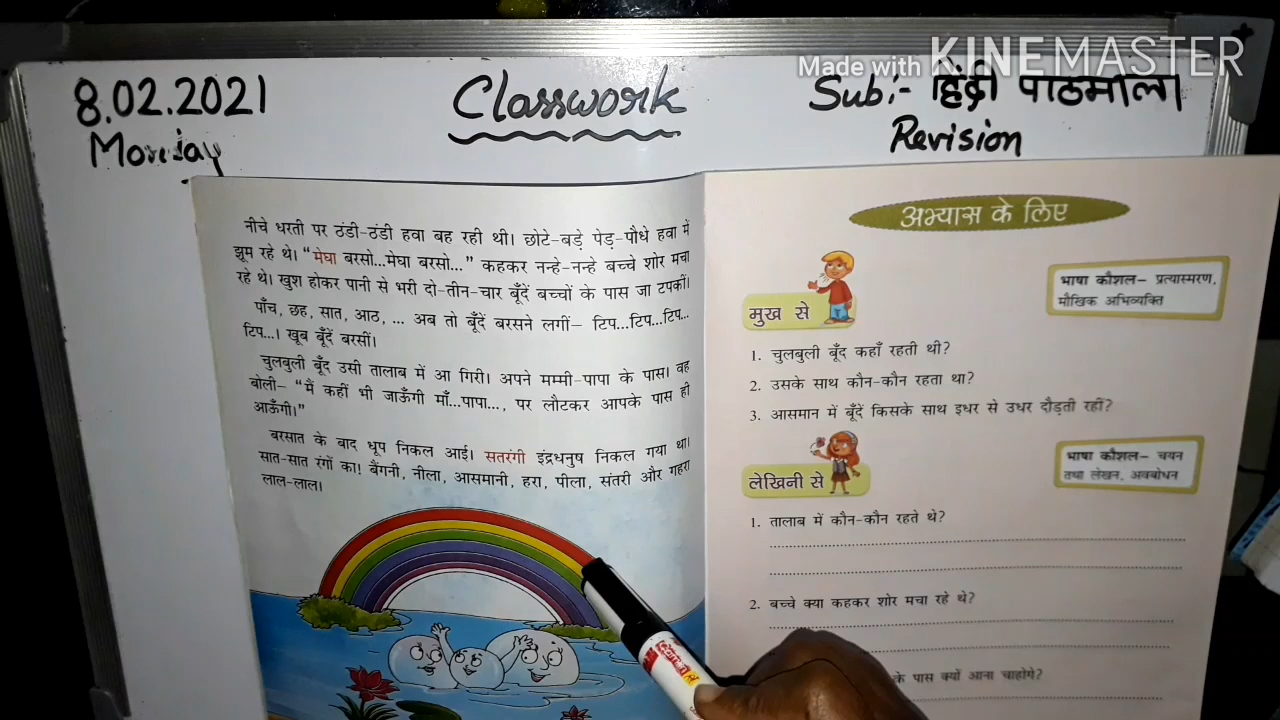 Made with KINEMASTER
8.02.2021
Monday
Classwork
Sub:- हिंदी पाठमाला
Revision
नीचे धरती पर ठंडी-ठंडी हवा बह रही थी। छोटे-बड़े पेड़-पौधे हवा में
झूम रहे थे। “मेघा बरसो...मेघा बरसो...” कहकर नन्हे-नन्हे बच्चे शोर मचा
रहे थे। खुश होकर पानी से भरी दो-तीन-चार बूँदें बच्चों के पास जा टपकीं।
पाँच, छह, सात, आठ, ... अब तो बूँदें बरसने लगीं– टिप...टिप...टिप...
टिप...। खूब बूँदें बरसीं।
चुलबुली बूँद उसी तालाब में आ गिरी। अपने मम्मी-पापा के पास। वह
बोली– “मैं कहीं भी जाऊँगी माँ...पापा..., पर लौटकर आपके पास ही
आऊँगी।”
बरसात के बाद धूप निकल आई। सतरंगी इंद्रधनुष निकल गया था।
सात-सात रंगों का! बैंगनी, नीला, आसमानी, हरा, पीला, संतरी और गहरा
लाल-लाल।
अभ्यास के लिए
मुख से
भाषा कौशल– प्रत्यास्मरण,
मौखिक अभिव्यक्ति
1. चुलबुली बूँद कहाँ रहती थी?
2. उसके साथ कौन-कौन रहता था?
3. आसमान में बूँदें किसके साथ इधर से उधर दौड़ती रहीं?
लेखिनी से
भाषा कौशल– चयन
तथा लेखन, अवबोधन
1. तालाब में कौन-कौन रहते थे?
2. बच्चे क्या कहकर शोर मचा रहे थे?
के पास क्यों आना चाहोगे?